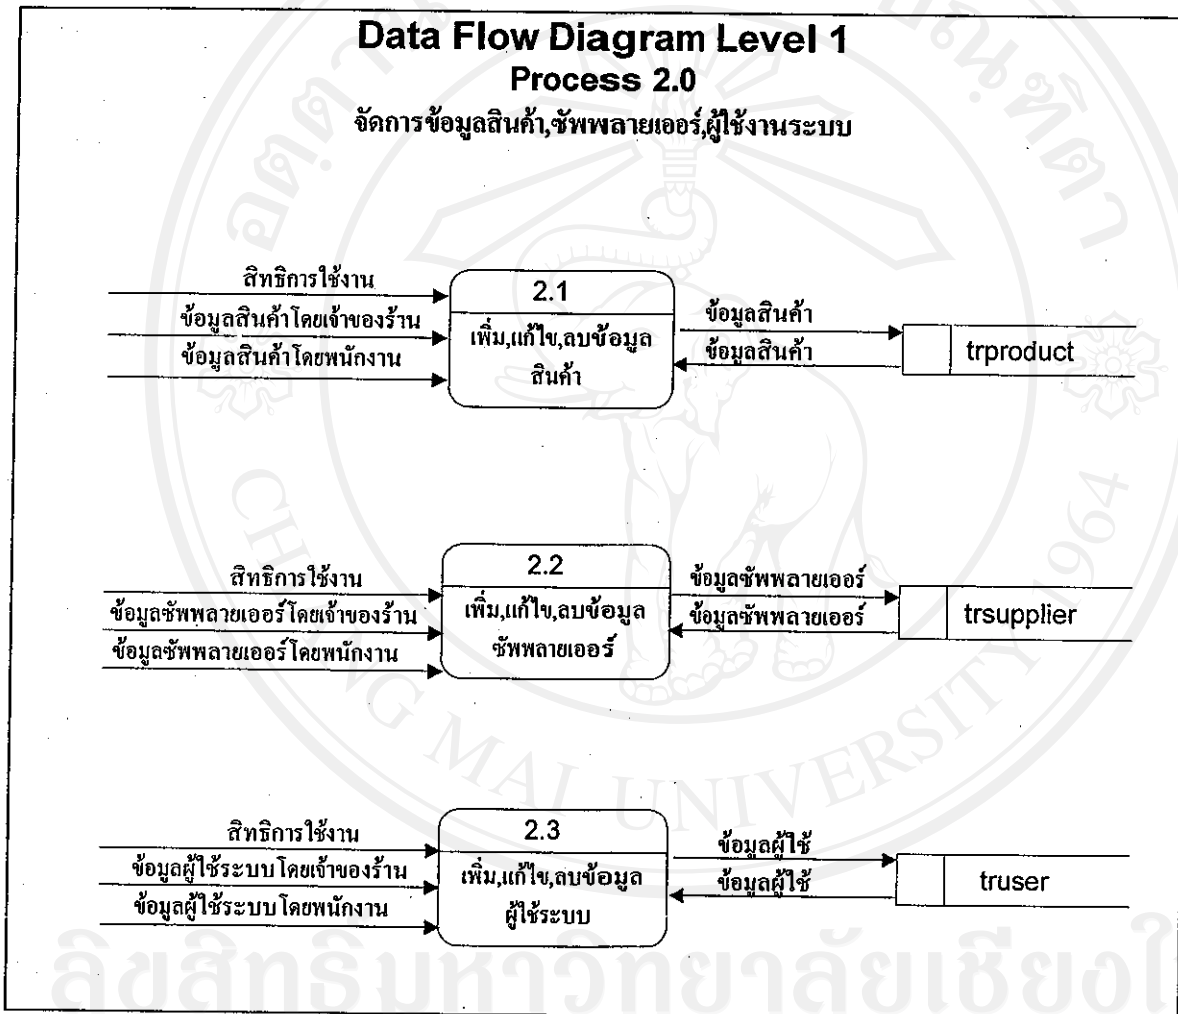 Data Flow Diagram Level 1
Process 2.0
จัดการข้อมูลสินค้า,ซัพพลายเออร์,ผู้ใช้งานระบบ
สิทธิการใช้งาน
ข้อมูลสินค้าโดยเจ้าของร้าน
ข้อมูลสินค้าโดยพนักงาน
2.1
เพิ่ม,แก้ไข,ลบข้อมูล
สินค้า
ข้อมูลสินค้า
ข้อมูลสินค้า
trproduct
สิทธิการใช้งาน
ข้อมูลซัพพลายเออร์โดยเจ้าของร้าน
ข้อมูลซัพพลายเออร์โดยพนักงาน
2.2
เพิ่ม,แก้ไข,ลบข้อมูล
ซัพพลายเออร์
ข้อมูลซัพพลายเออร์
ข้อมูลซัพพลายเออร์
trsupplier
สิทธิการใช้งาน
ข้อมูลผู้ใช้ระบบโดยเจ้าของร้าน
ข้อมูลผู้ใช้ระบบโดยพนักงาน
2.3
เพิ่ม,แก้ไข,ลบข้อมูล
ผู้ใช้ระบบ
ข้อมูลผู้ใช้
ข้อมูลผู้ใช้
truser
CHIANG MAI UNIVERSITY 1964